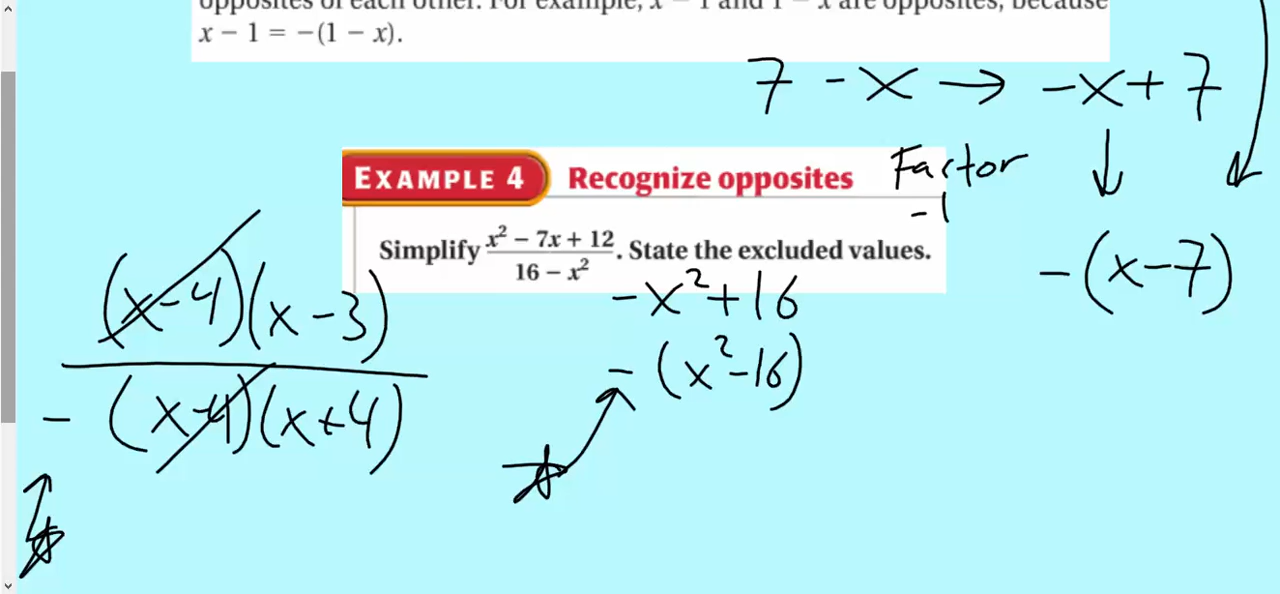 opposites of each other. For example, x − 1 and 1 − x are opposites, because
x − 1 = −(1 − x).
7 - x → -x + 7
EXAMPLE 4 Recognize opposites
Factor
-1
Simplify (x² − 7x + 12)/(16 − x²). State the excluded values.
-(x-7)
-x²+16
-(x²-16)
(x-4)(x-3)
-(x-4)(x+4)